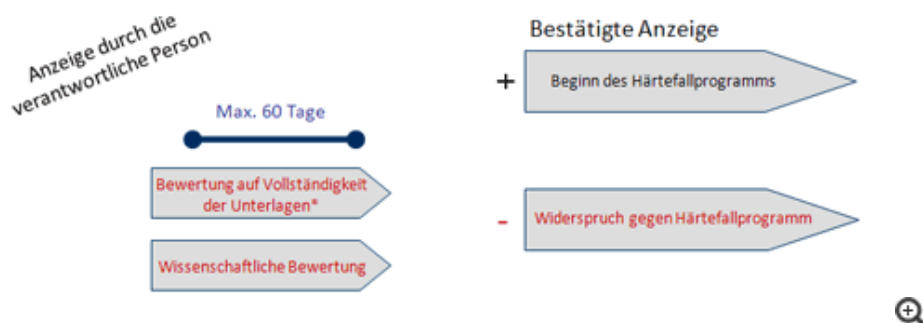 Anzeige durch die
verantwortliche Person
Max. 60 Tage
Bewertung auf Vollständigkeit
der Unterlagen*
Wissenschaftliche Bewertung
Bestätigte Anzeige
+
Beginn des Härtefallprogramms
-
Widerspruch gegen Härtefallprogramm